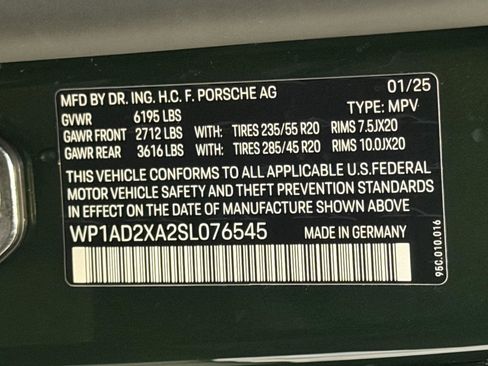 MFD BY DR. ING. H.C. F. PORSCHE AG 01/25
GVWR 6195 LBS TYPE: MPV
GAWR FRONT 2712 LBS WITH: TIRES 235/55 R20 RIMS 7.5JX20
GAWR REAR 3616 LBS WITH: TIRES 285/45 R20 RIMS 10.0JX20
THIS VEHICLE CONFORMS TO ALL APPLICABLE U.S.FEDERAL
MOTOR VEHICLE SAFETY AND THEFT PREVENTION STANDARDS
IN EFFECT ON THE DATE OF MANUFACTURE SHOWN ABOVE
WP1AD2XA2SL076545 MADE IN GERMANY
95C.010.016